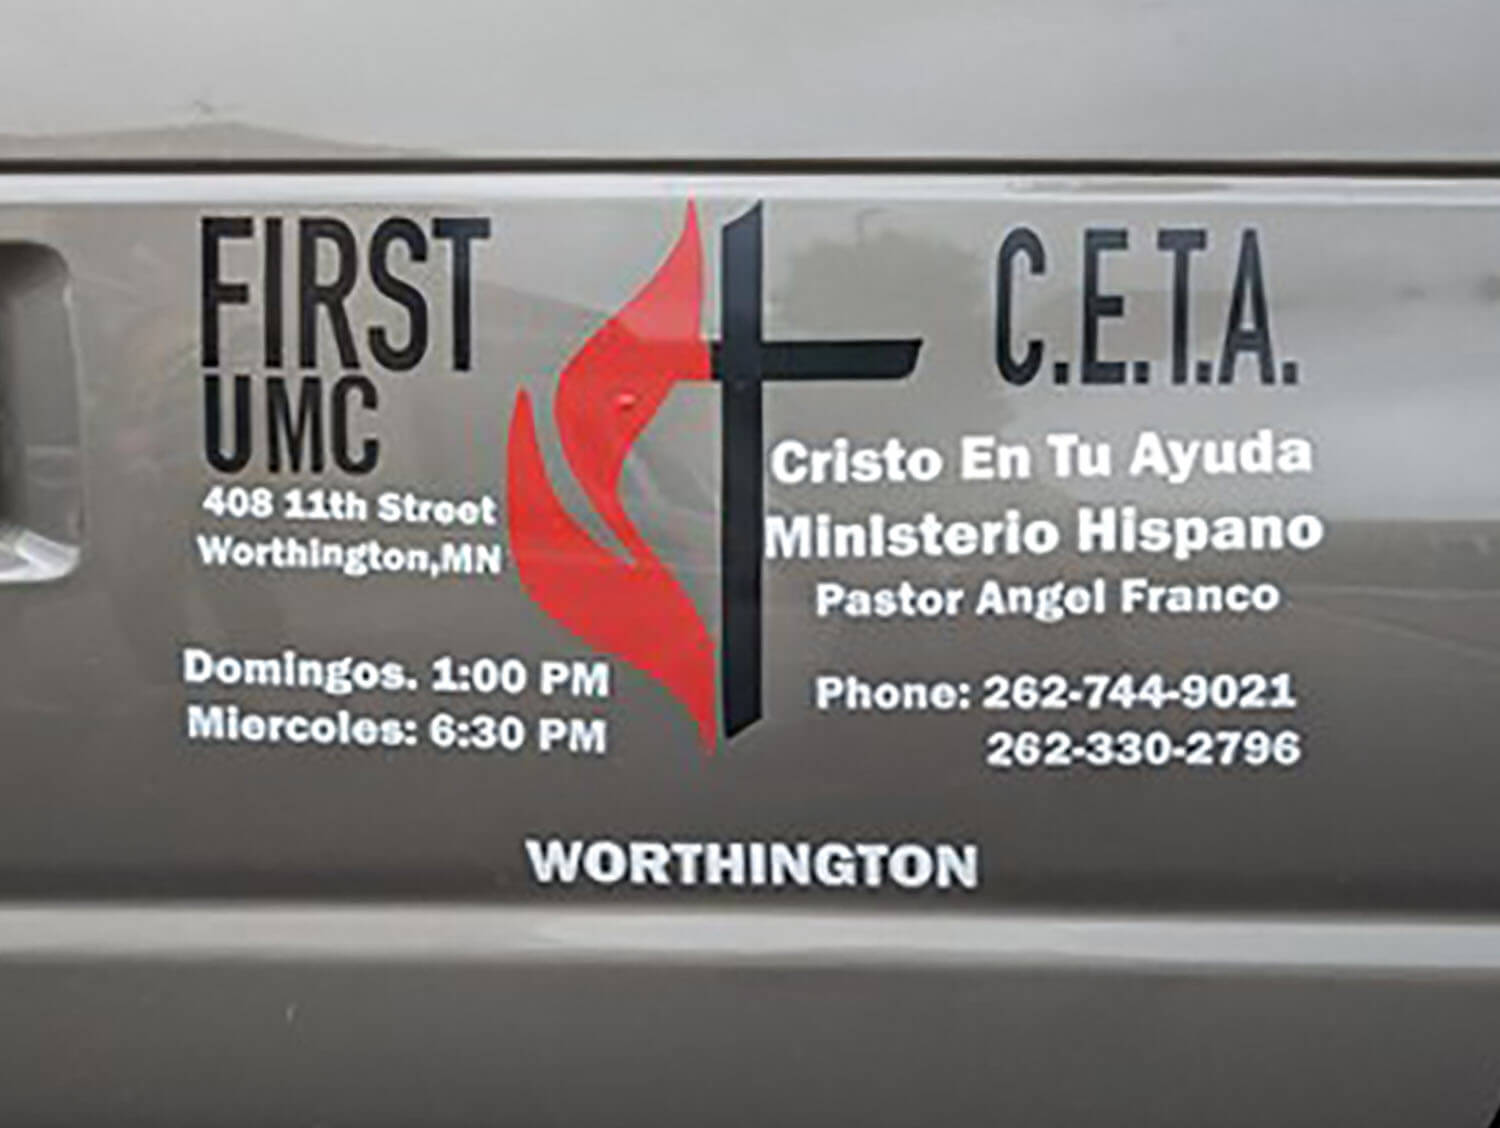 FIRST
UMC
408 11th Street
Worthington,MN
Domingos. 1:00 PM
Miercoles: 6:30 PM
C.E.T.A.
Cristo En Tu Ayuda
Ministerio Hispano
Pastor Angel Franco
Phone: 262-744-9021
262-330-2796
WORTHINGTON